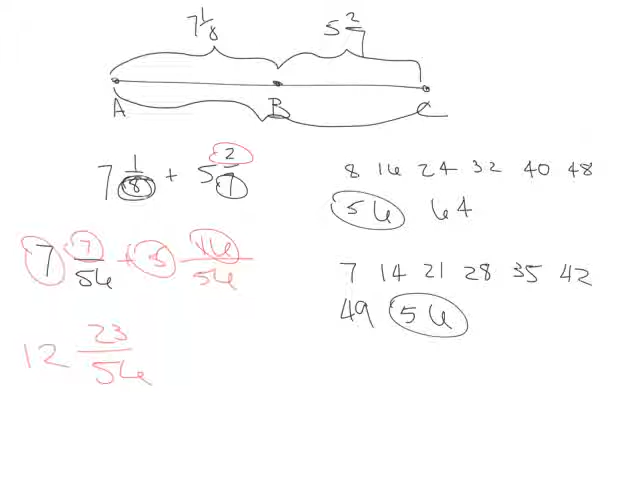 7 1/8 5 2/7
A B C
7 1/8 + 5 2/7
8 16 24 32 40 48
56 64
7 7/56 + 5 16/56
7 14 21 28 35 42
49 56
12 23/56